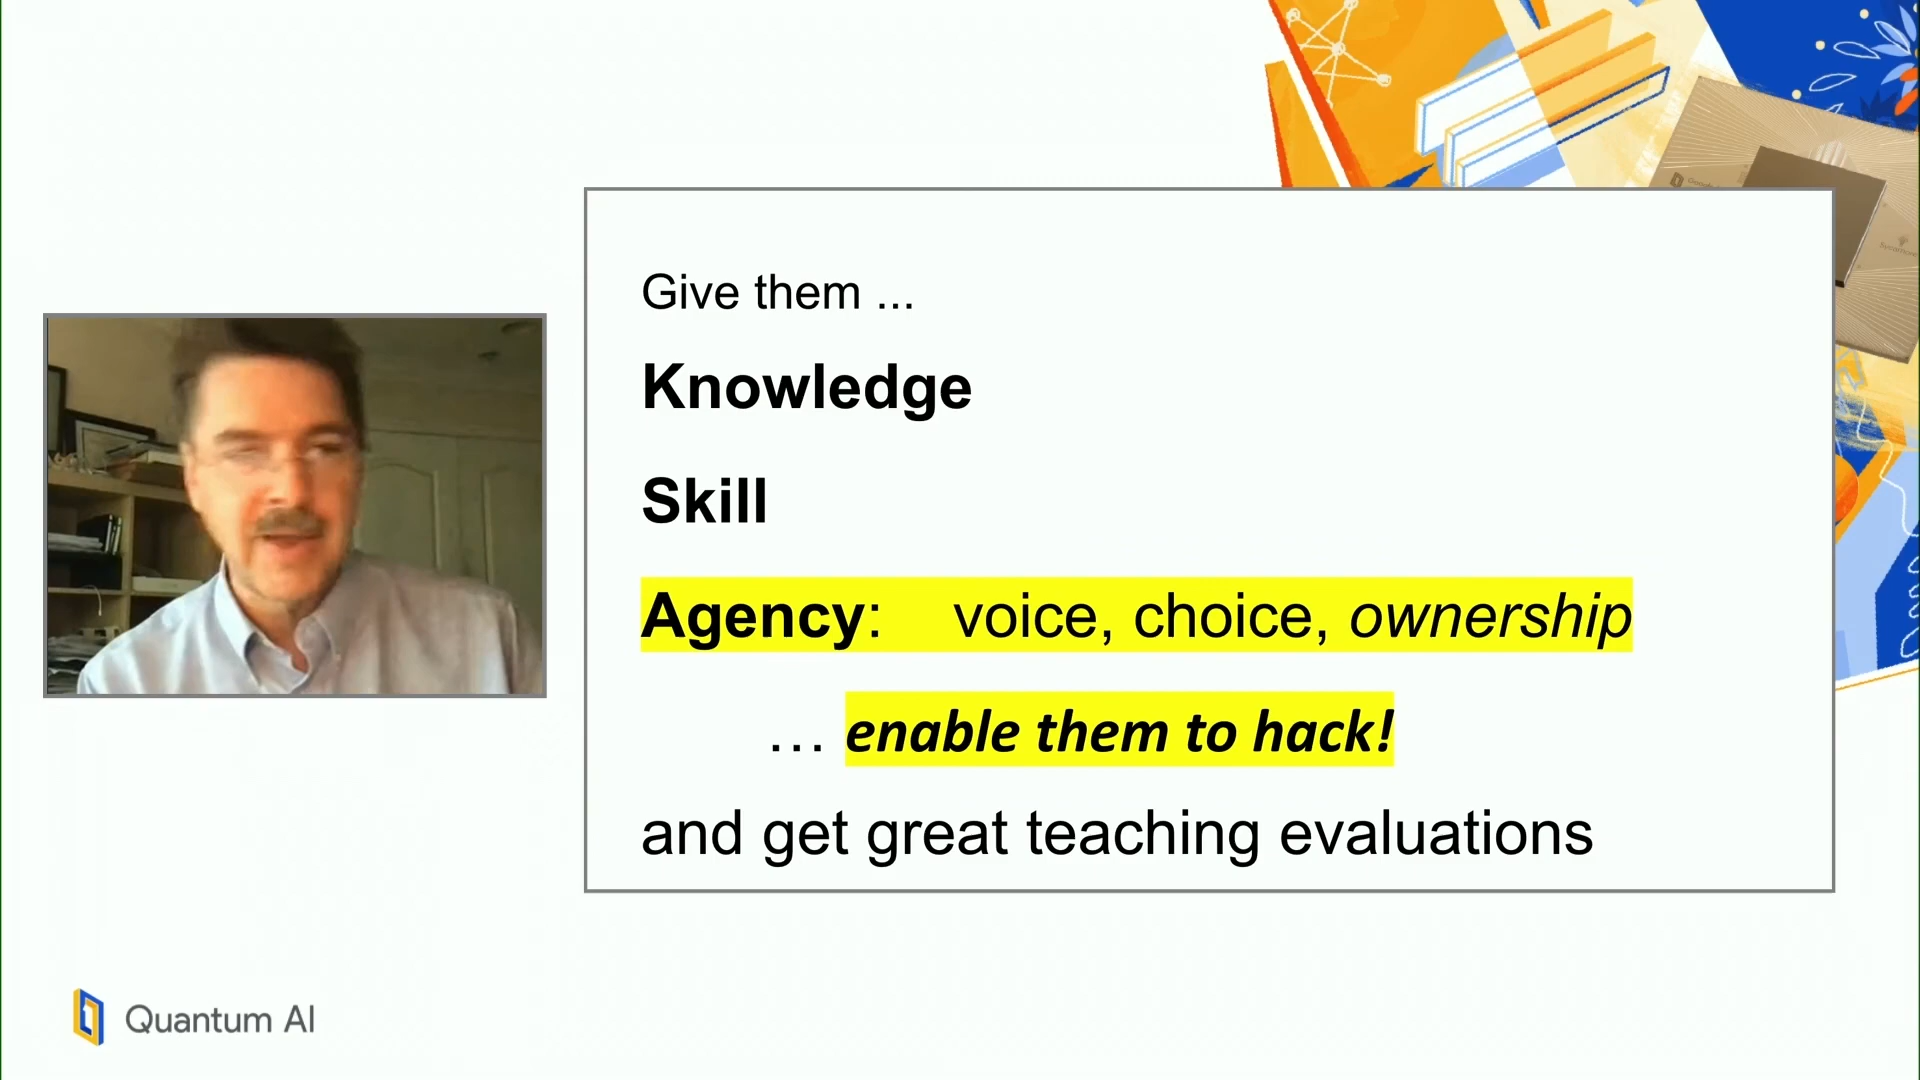 Give them ...
Knowledge
Skill
Agency: voice, choice, ownership
… enable them to hack!
and get great teaching evaluations
Quantum AI